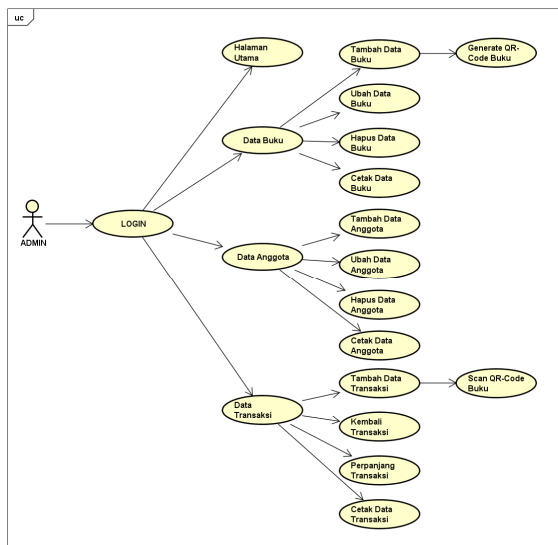 uc
Halaman
Utama
Tambah Data
Buku
Generate QR-
Code Buku
Ubah Data
Buku
Data Buku
Hapus Data
Buku
Cetak Data
Buku
ADMIN
LOGIN
Tambah Data
Anggota
Data Anggota
Ubah Data
Anggota
Hapus Data
Anggota
Cetak Data
Anggota
Tambah Data
Transaksi
Scan QR-Code
Buku
Data
Transaksi
Kembali
Transaksi
Perpanjang
Transaksi
Cetak Data
Transaksi